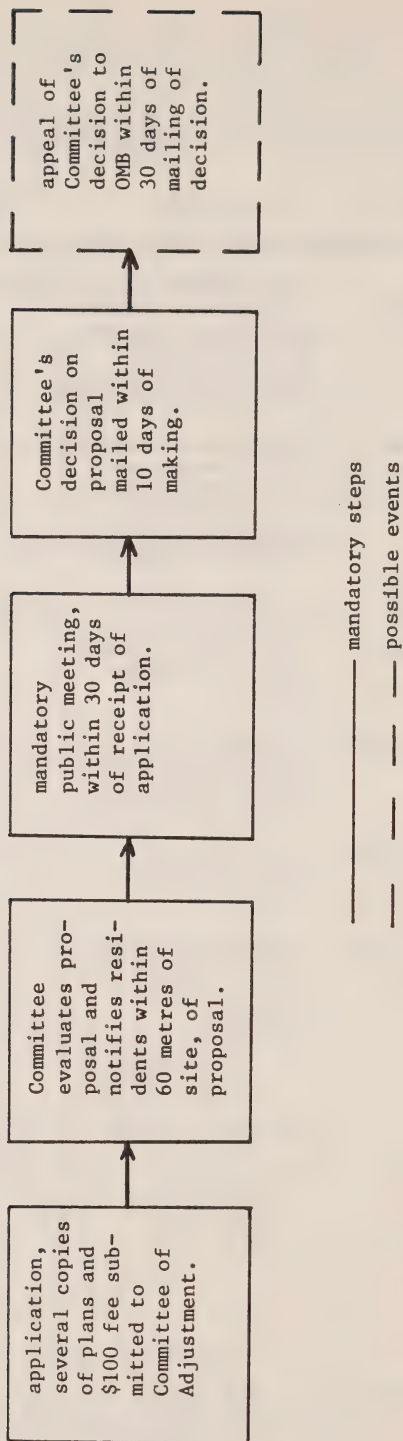 application,
several copies
of plans and
$100 fee sub-
mitted to
Committee of
Adjustment.
Committee
evaluates pro-
posal and
notifies resi-
dents within
60 metres of
site, of
proposal.
mandatory
public meeting,
within 30 days
of receipt of
application.
Committee's
decision on
proposal
mailed within
10 days of
making.
appeal of
Committee's
decision to
OMB within
30 days of
mailing of
decision.
mandatory steps
possible events